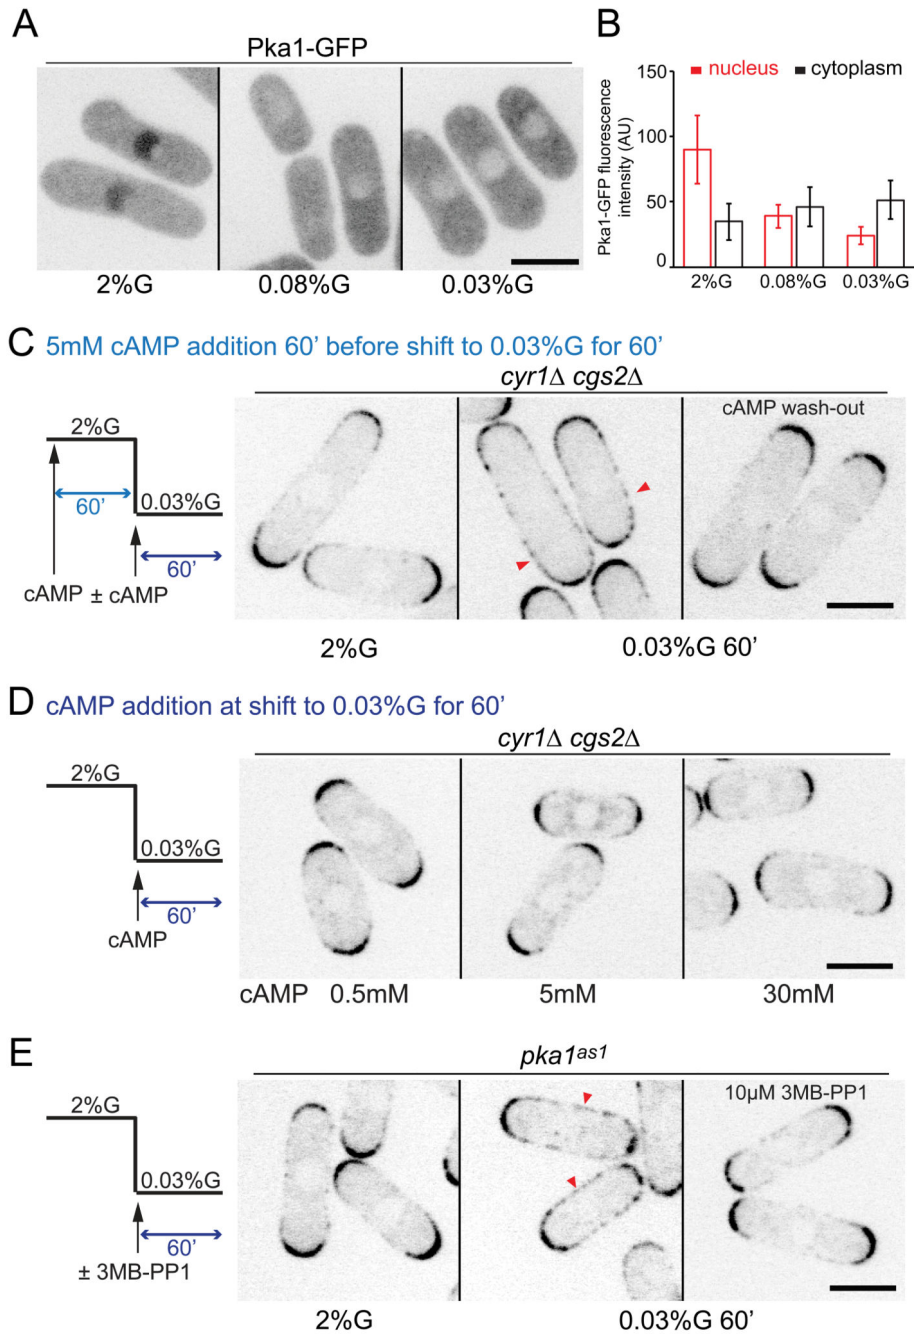 A
Pka1-GFP
2%G
0.08%G
0.03%G
B
Pka1-GFP fluorescence
intensity (AU)
nucleus
cytoplasm
150
100
50
0
2%G
0.08%G
0.03%G
C
5mM cAMP addition 60’ before shift to 0.03%G for 60’
cyr1Δ cgs2Δ
2%G
0.03%G
60’
60’
cAMP
± cAMP
cAMP wash-out
2%G
0.03%G 60’
D
cAMP addition at shift to 0.03%G for 60’
cyr1Δ cgs2Δ
2%G
0.03%G
60’
cAMP
cAMP
0.5mM
5mM
30mM
E
pka1ᵃˢ¹
2%G
0.03%G
60’
± 3MB-PP1
10µM 3MB-PP1
2%G
0.03%G 60’